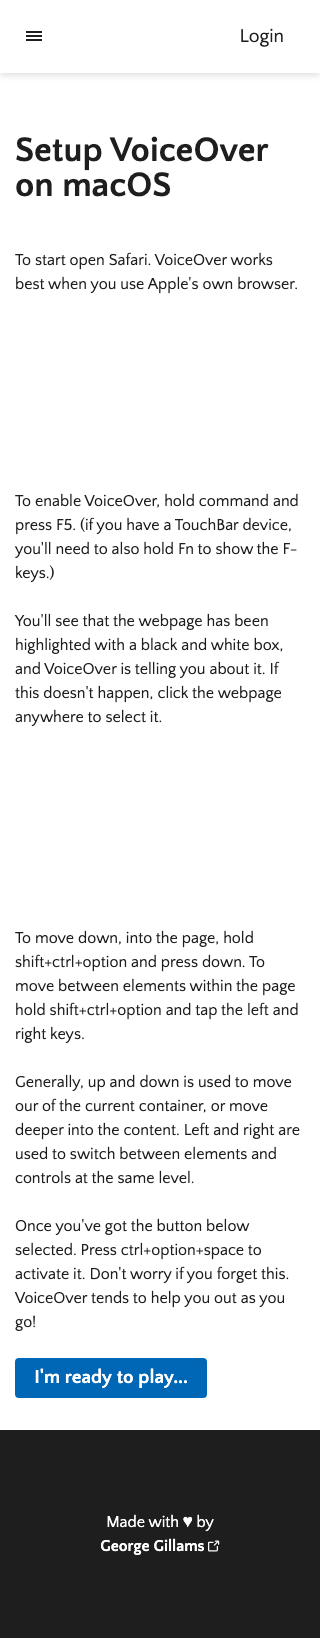 Login
Setup VoiceOver
on macOS
To start open Safari. VoiceOver works
best when you use Apple's own browser.
To enable VoiceOver, hold command and
press F5. (if you have a TouchBar device,
you'll need to also hold Fn to show the F-
keys.)
You'll see that the webpage has been
highlighted with a black and white box,
and VoiceOver is telling you about it. If
this doesn't happen, click the webpage
anywhere to select it.
To move down, into the page, hold
shift+ctrl+option and press down. To
move between elements within the page
hold shift+ctrl+option and tap the left and
right keys.
Generally, up and down is used to move
our of the current container, or move
deeper into the content. Left and right are
used to switch between elements and
controls at the same level.
Once you've got the button below
selected. Press ctrl+option+space to
activate it. Don't worry if you forget this.
VoiceOver tends to help you out as you
go!
I'm ready to play...
Made with ♥ by
George Gillams